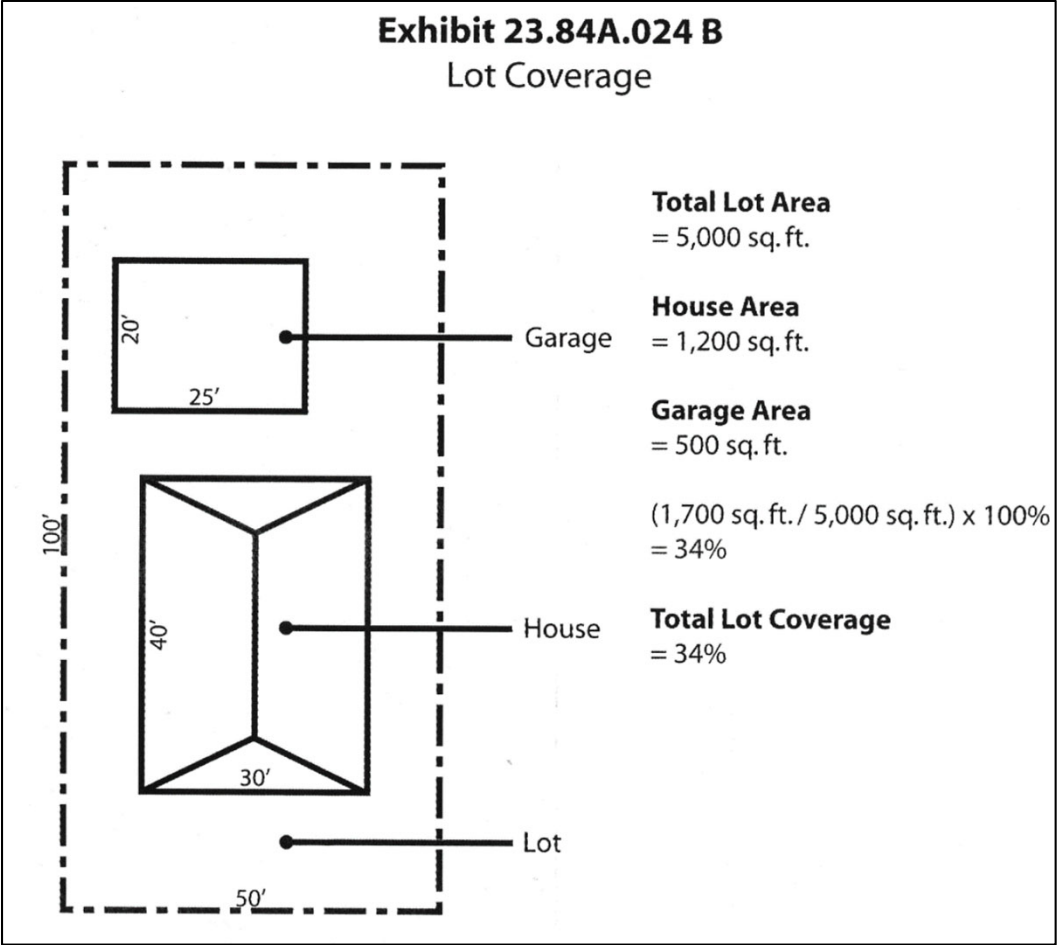 Exhibit 23.84A.024 B
Lot Coverage
Total Lot Area
= 5,000 sq. ft.
House Area
= 1,200 sq. ft.
Garage Area
= 500 sq. ft.
(1,700 sq. ft. / 5,000 sq. ft.) x 100%
= 34%
Total Lot Coverage
= 34%
20'
25'
Garage
100'
40'
30'
House
Lot
50'